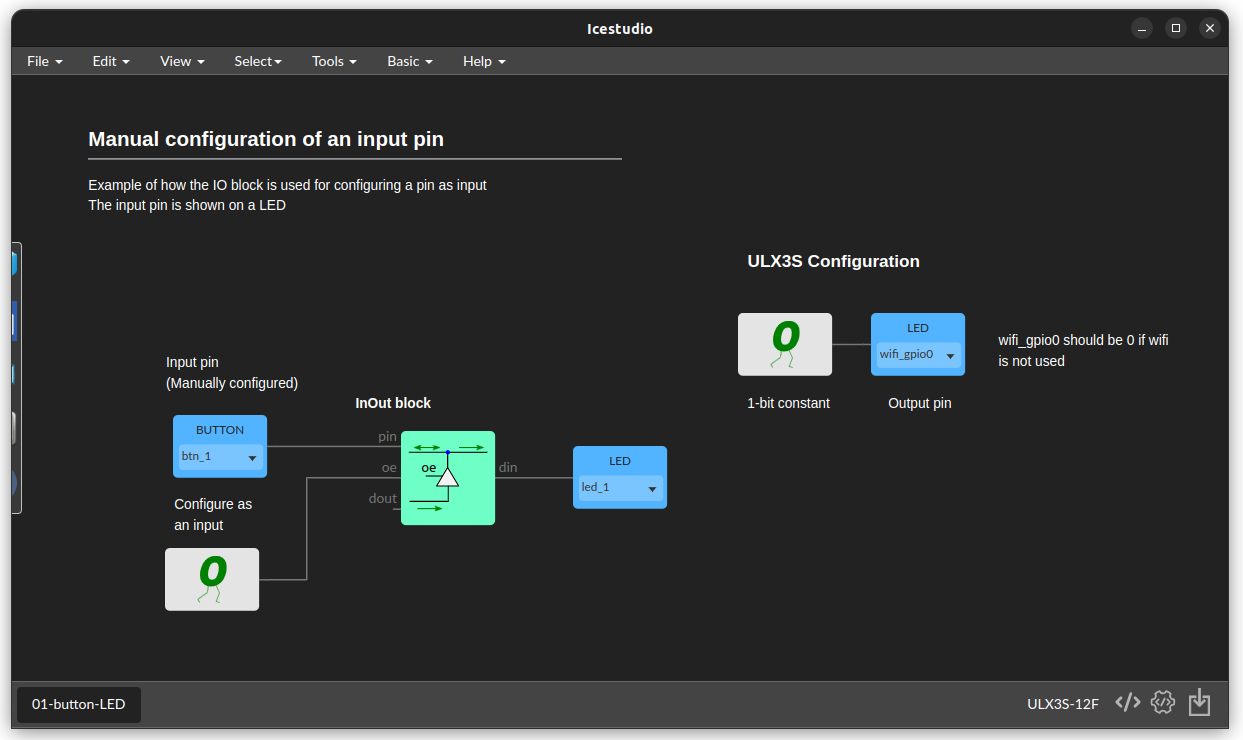 Icestudio
File Edit View Select Tools Basic Help
Manual configuration of an input pin
Example of how the IO block is used for configuring a pin as input
The input pin is shown on a LED
ULX3S Configuration
0
LED
wifi_gpio0
wifi_gpio0 should be 0 if wifi
is not used
1-bit constant
Output pin
Input pin
(Manually configured)
InOut block
BUTTON
btn_1
pin
oe
dout
oe
din
LED
led_1
Configure as
an input
0
01-button-LED
ULX3S-12F